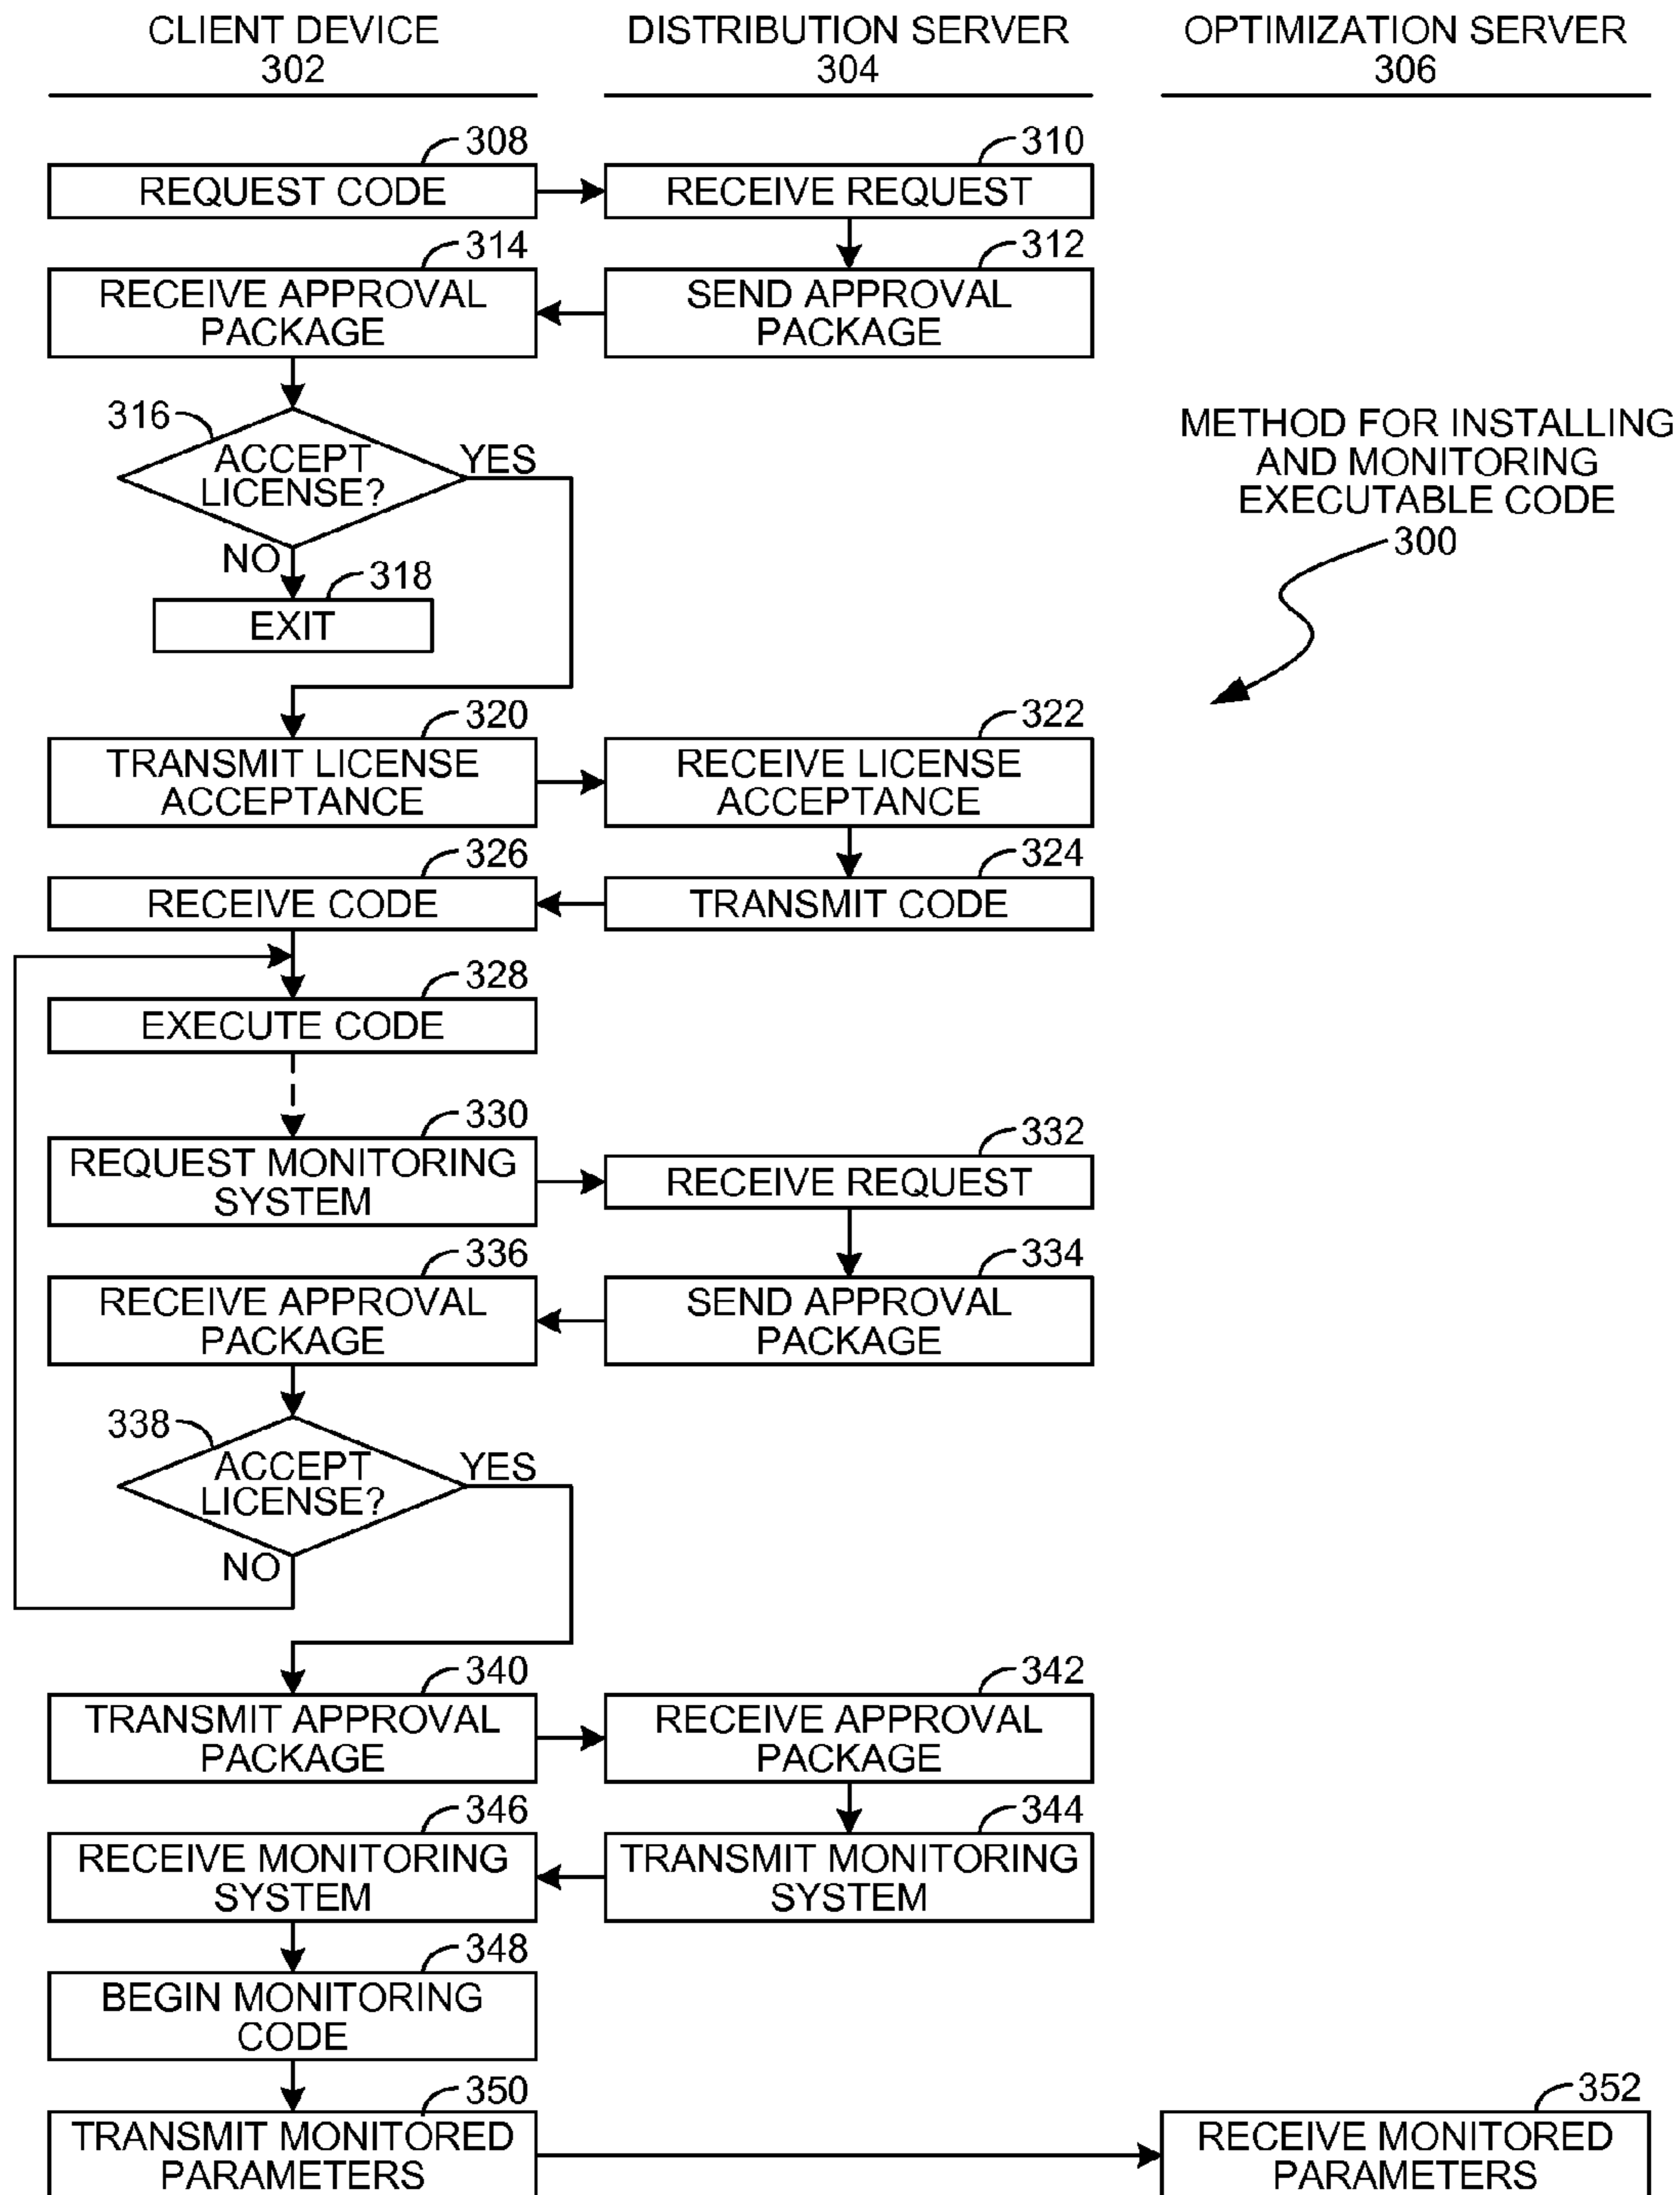 CLIENT DEVICE
302
DISTRIBUTION SERVER
304
OPTIMIZATION SERVER
306
308
REQUEST CODE
310
RECEIVE REQUEST
314
RECEIVE APPROVAL
PACKAGE
312
SEND APPROVAL
PACKAGE
316
ACCEPT
LICENSE?
YES
NO
318
EXIT
METHOD FOR INSTALLING
AND MONITORING
EXECUTABLE CODE
300
320
TRANSMIT LICENSE
ACCEPTANCE
322
RECEIVE LICENSE
ACCEPTANCE
326
RECEIVE CODE
324
TRANSMIT CODE
328
EXECUTE CODE
330
REQUEST MONITORING
SYSTEM
332
RECEIVE REQUEST
336
RECEIVE APPROVAL
PACKAGE
334
SEND APPROVAL
PACKAGE
338
ACCEPT
LICENSE?
YES
NO
340
TRANSMIT APPROVAL
PACKAGE
342
RECEIVE APPROVAL
PACKAGE
346
RECEIVE MONITORING
SYSTEM
344
TRANSMIT MONITORING
SYSTEM
348
BEGIN MONITORING
CODE
350
TRANSMIT MONITORED
PARAMETERS
352
RECEIVE MONITORED
PARAMETERS